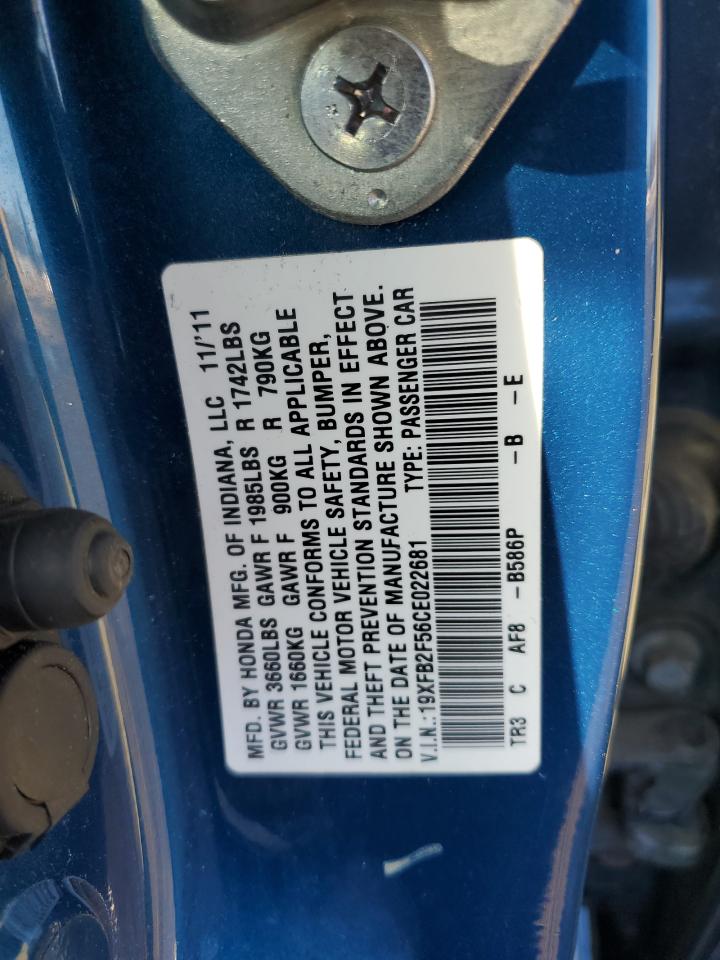 MFD. BY HONDA MFG. OF INDIANA, LLC 11/'11
GVWR 3660LBS GAWR F 1985LBS R 1742LBS
GVWR 1660KG GAWR F 900KG R 790KG
THIS VEHICLE CONFORMS TO ALL APPLICABLE
FEDERAL MOTOR VEHICLE SAFETY, BUMPER,
AND THEFT PREVENTION STANDARDS IN EFFECT
ON THE DATE OF MANUFACTURE SHOWN ABOVE.
V.I.N.:19XFB2F56CE022681 TYPE: PASSENGER CAR
TR3 C AF8 -B586P -B -E